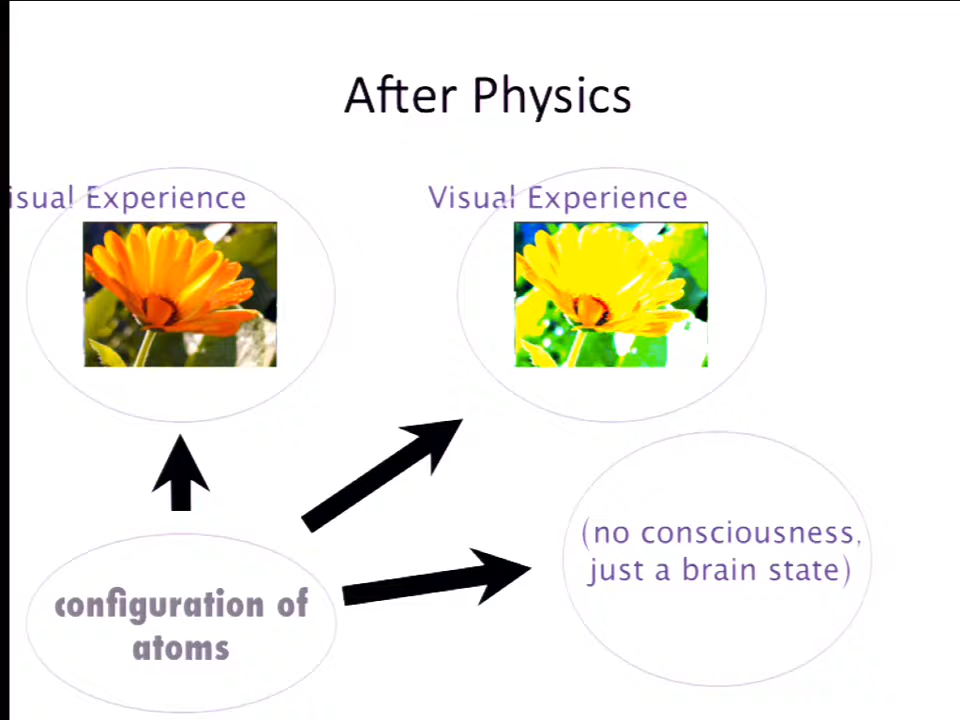 After Physics
isual Experience
Visual Experience
(no consciousness,
just a brain state)
configuration of
atoms